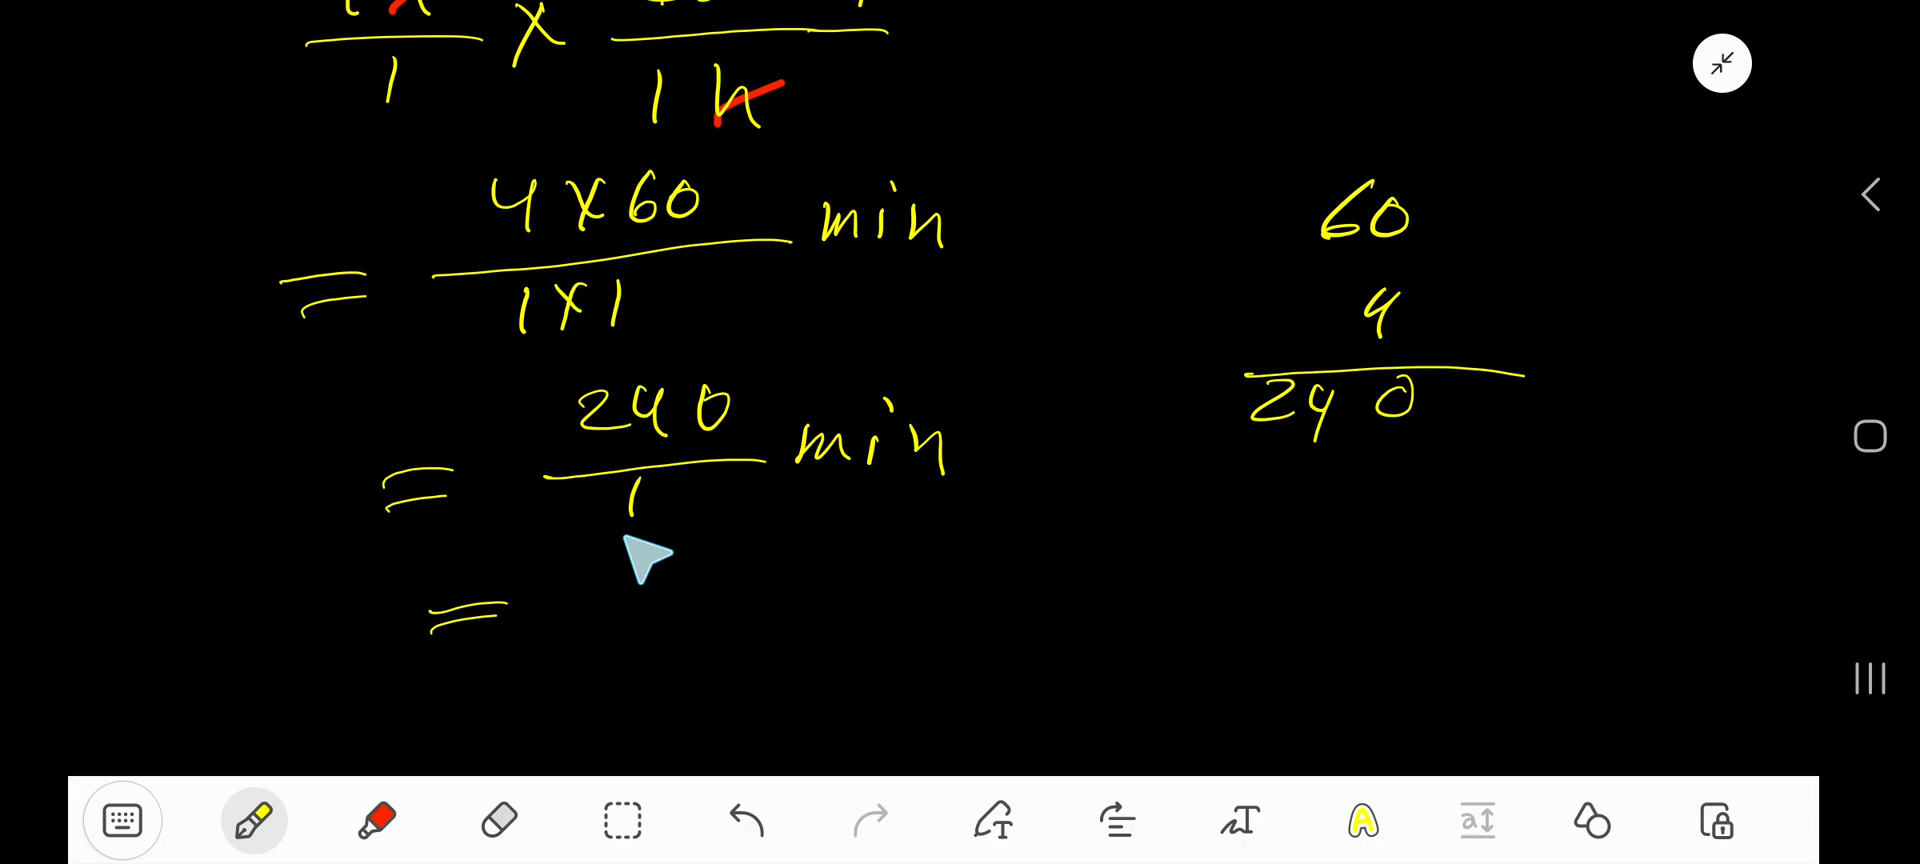 1 × 1 h
= 4 × 60 / 1 × 1 min
= 240 / 1 min
=
60
4
240